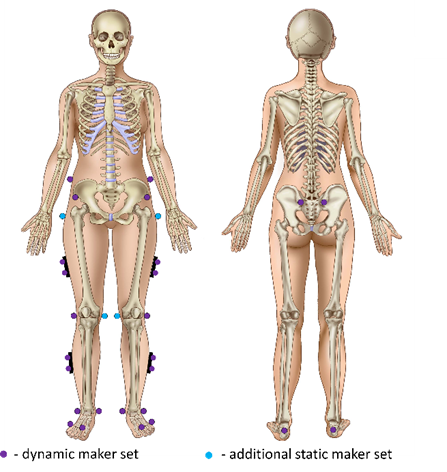 - dynamic maker set
- additional static maker set